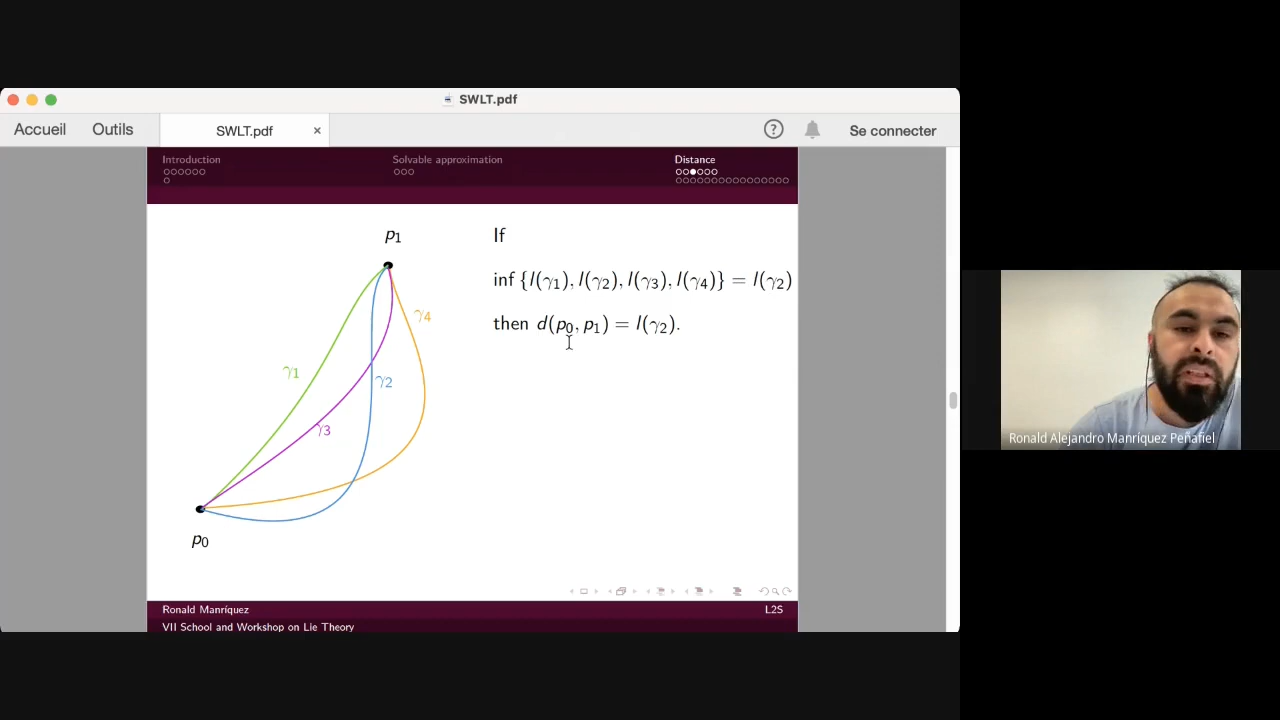 SWLT.pdf
Accueil Outils SWLT.pdf × ? Se connecter
Introduction Solvable approximation Distance
p₁
If
inf {l(γ₁), l(γ₂), l(γ₃), l(γ₄)} = l(γ₂)
γ₄
then d(p₀, p₁) = l(γ₂).
γ₁
γ₂
γ₃
p₀
Ronald Alejandro Manríquez Peñafiel
Ronald Manríquez L2S
VII School and Workshop on Lie Theory